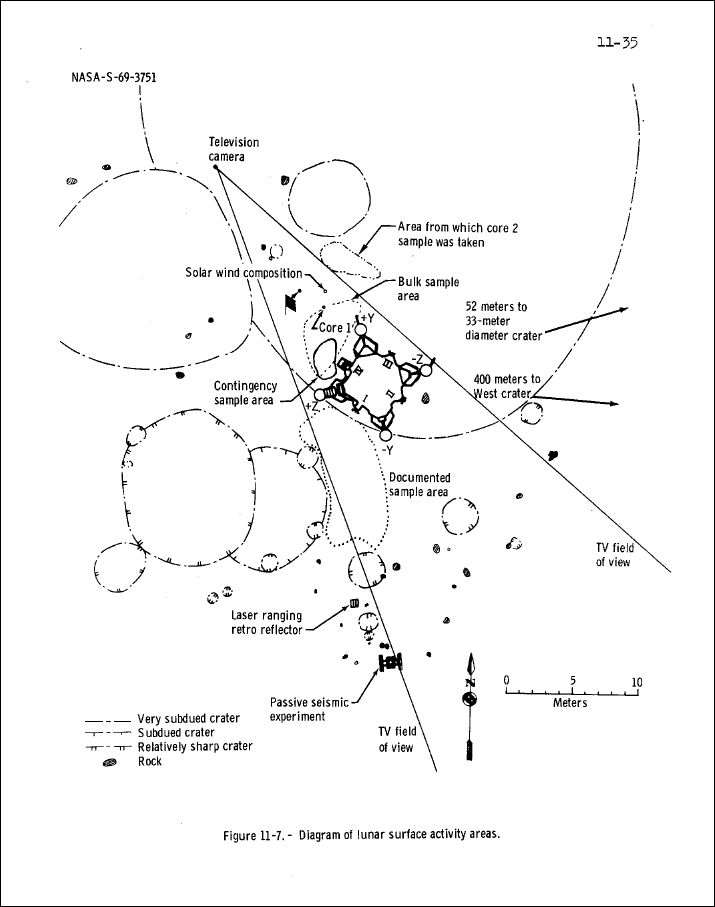 11-35
NASA-S-69-3751
Television
camera
Area from which core 2
sample was taken
Solar wind composition
Bulk sample
area
52 meters to
33-meter
diameter crater
Core 1
+Y
-Z
400 meters to
West crater
Contingency
sample area
+Z
-Y
Documented
sample area
TV field
of view
Laser ranging
retro reflector
N
0 5 10
Meters
Passive seismic
experiment
TV field
of view
Very subdued crater
Subdued crater
Relatively sharp crater
Rock
Figure 11-7. - Diagram of lunar surface activity areas.